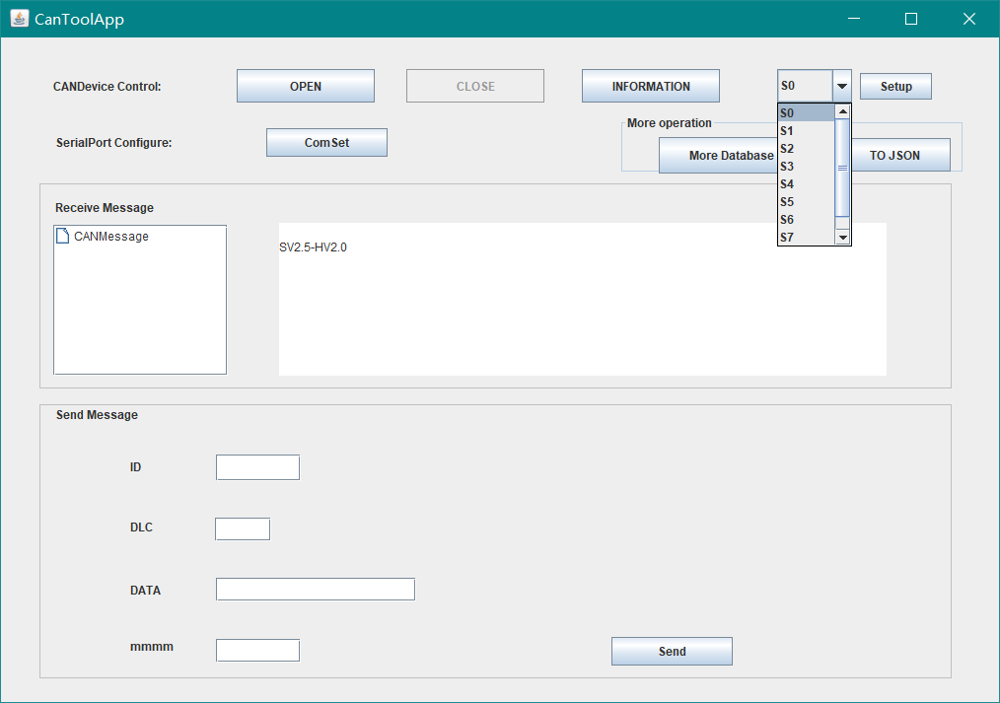 CanToolApp
CANDevice Control:
OPEN
CLOSE
INFORMATION
S0
Setup
S0
S1
S2
S3
S4
S5
S6
S7
SerialPort Configure:
ComSet
More operation
More Database
TO JSON
Receive Message
CANMessage
SV2.5-HV2.0
Send Message
ID
DLC
DATA
mmmm
Send